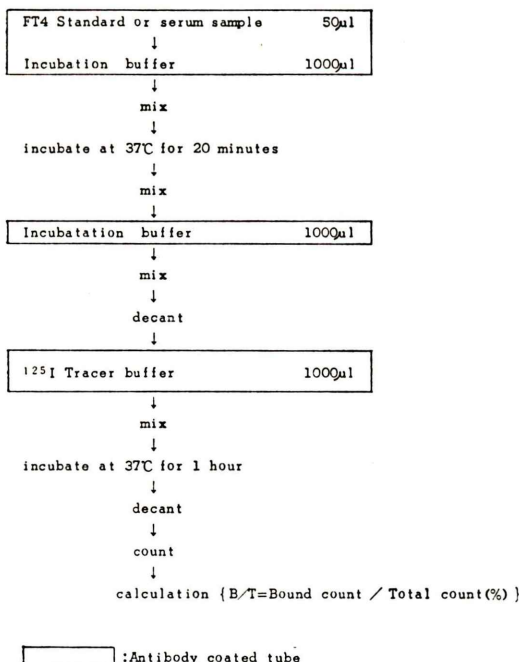 FT4 Standard or serum sample 50μl
↓
Incubation buffer 1000μl
↓
mix
↓
incubate at 37℃ for 20 minutes
↓
mix
↓
Incubatation buffer 1000μl
↓
mix
↓
decant
↓
125I Tracer buffer 1000μl
↓
mix
↓
incubate at 37℃ for 1 hour
↓
decant
↓
count
↓
calculation {B/T=Bound count / Total count(%) }
:Antibody coated tube